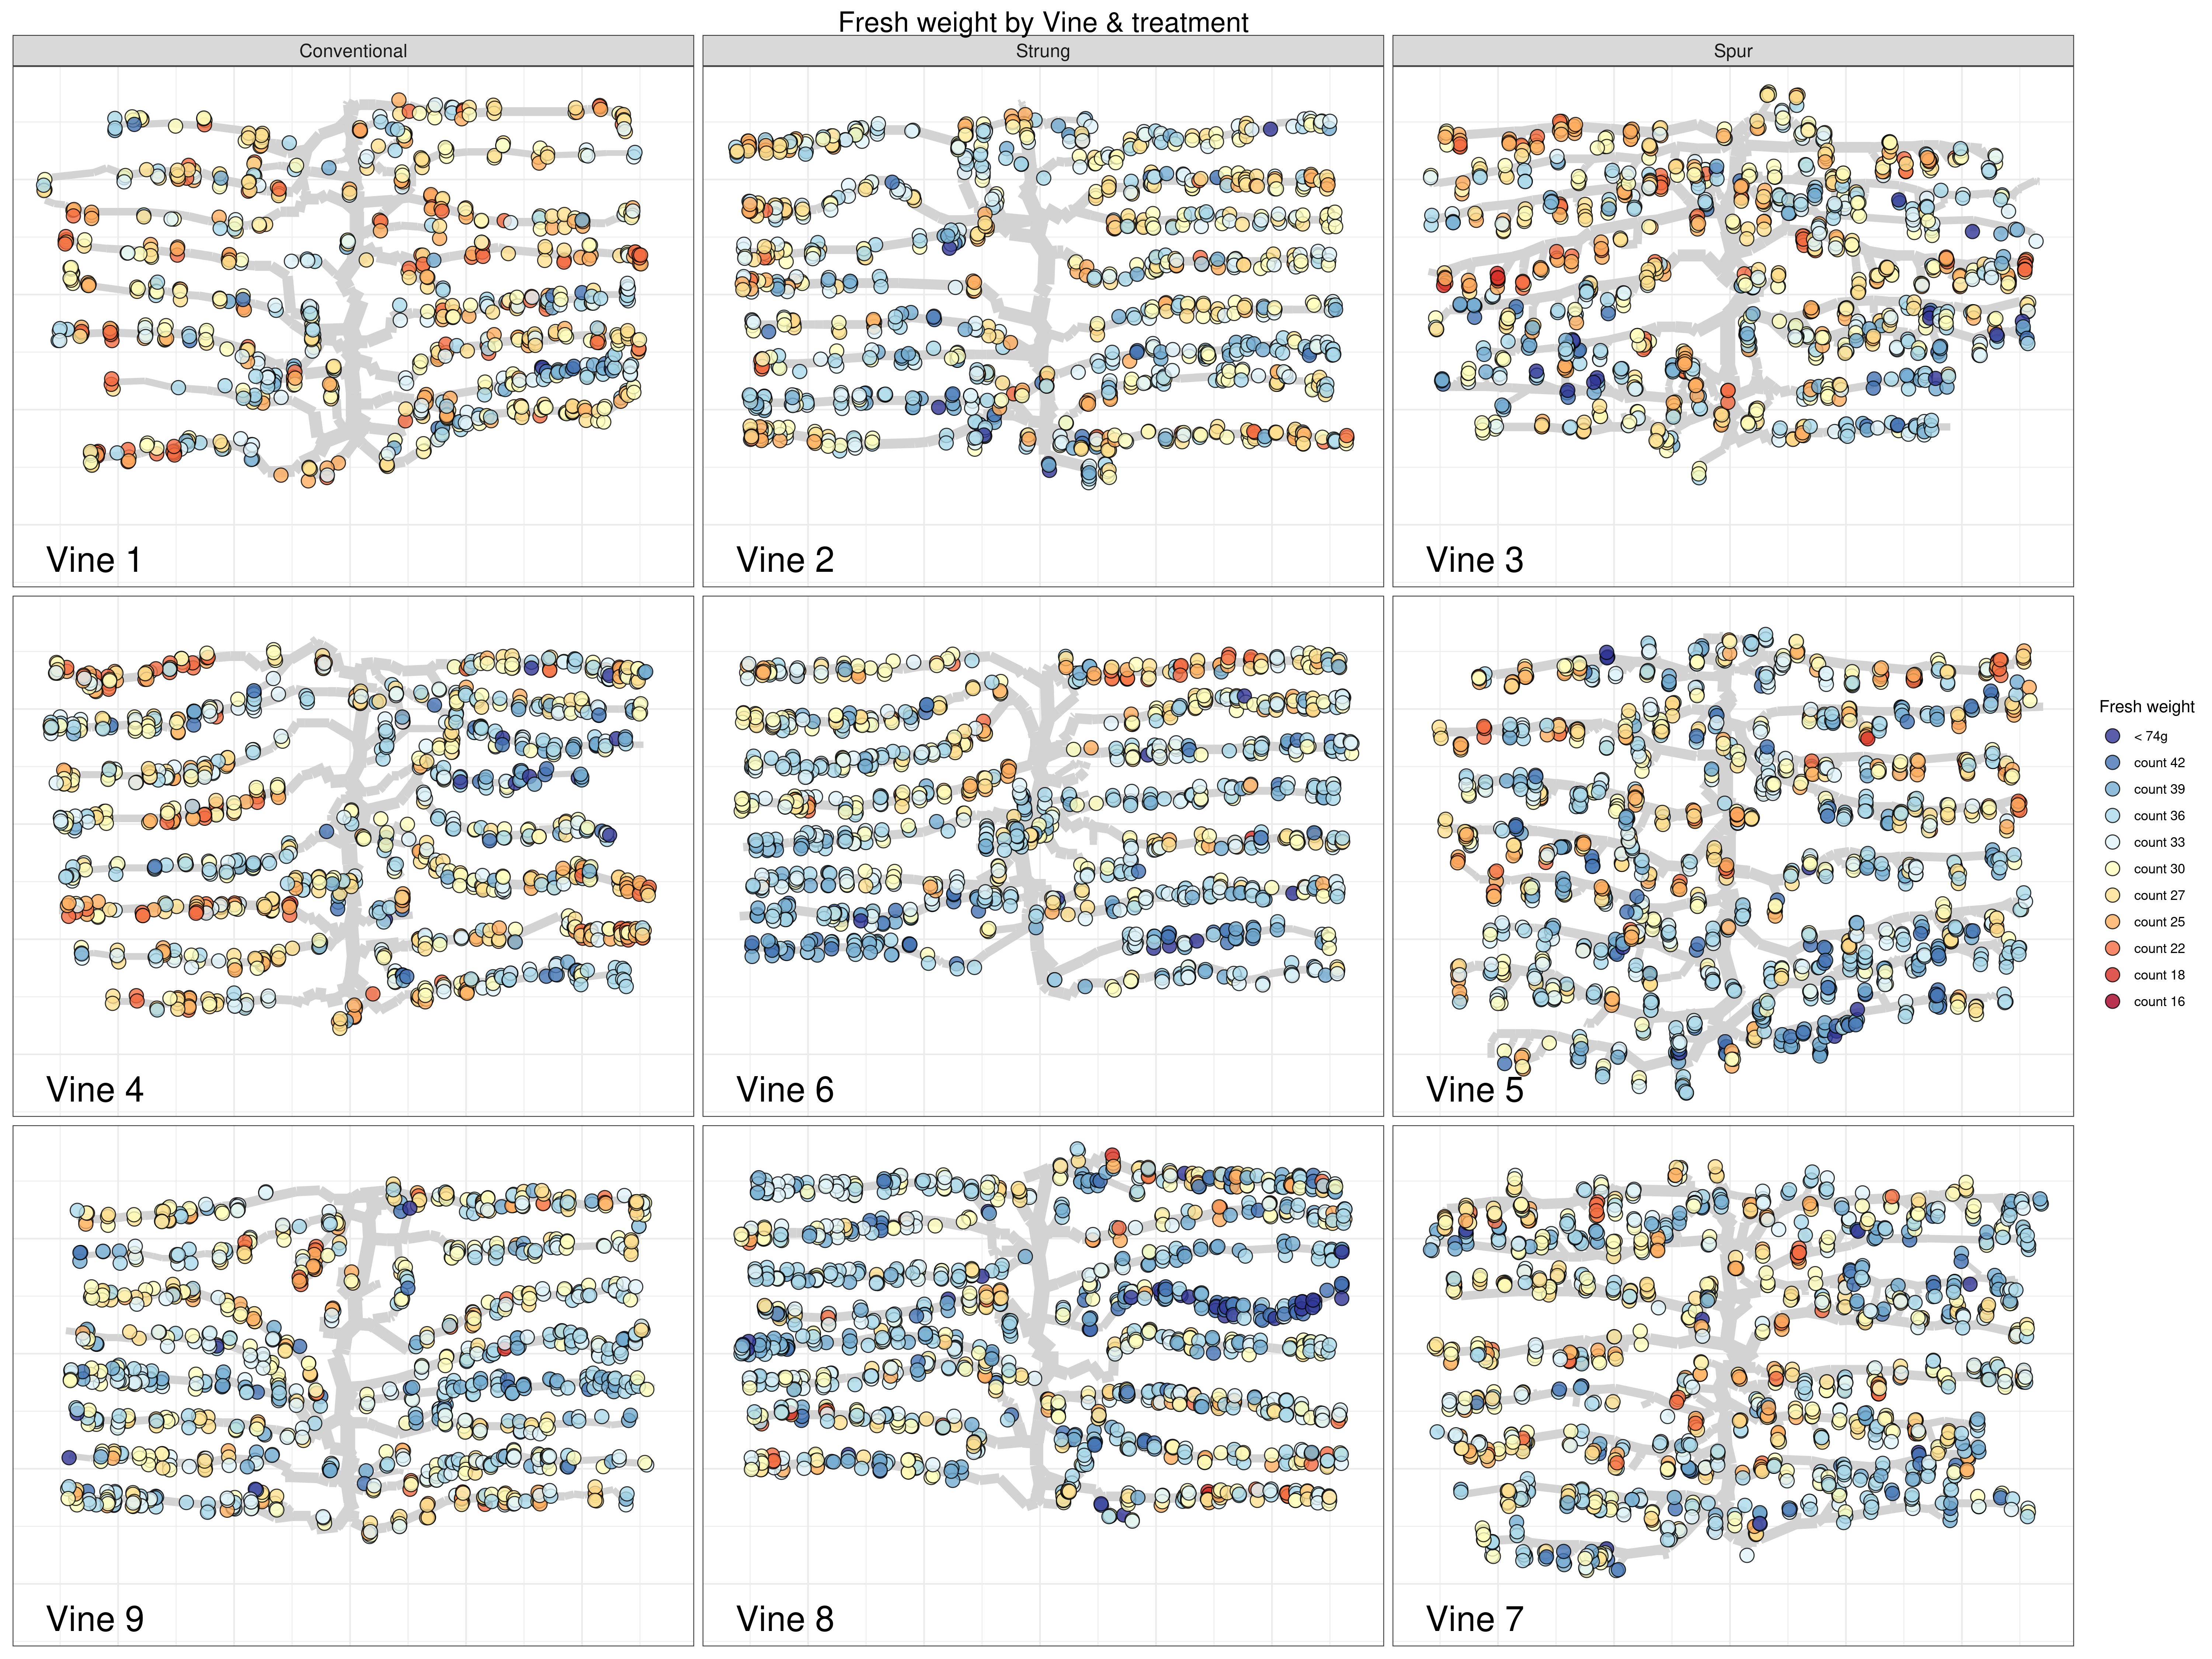 Fresh weight by Vine & treatment
Conventional
Strung
Spur
Vine 1
Vine 2
Vine 3
Vine 4
Vine 6
Vine 5
Vine 9
Vine 8
Vine 7
Fresh weight
< 74g
count 42
count 39
count 36
count 33
count 30
count 27
count 25
count 22
count 18
count 16